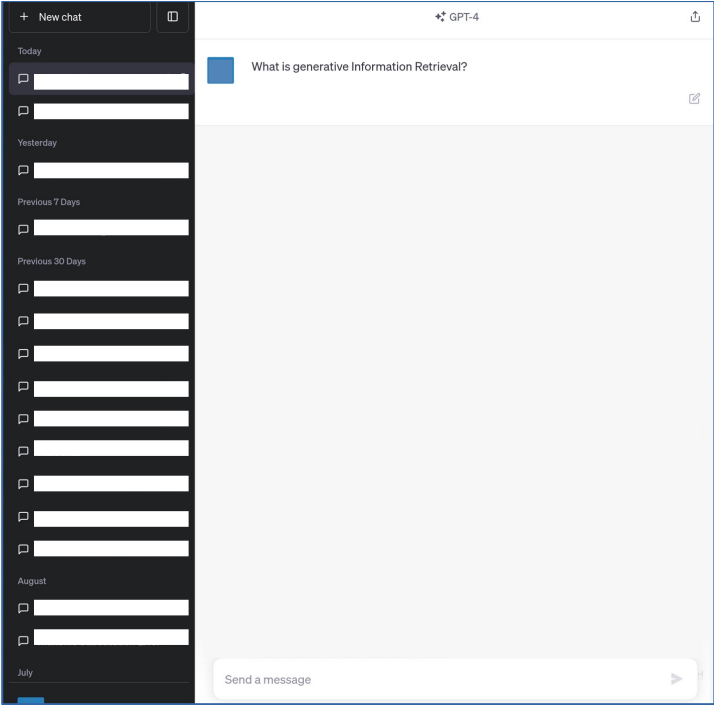 New chat
GPT-4
Today
What is generative Information Retrieval?
Yesterday
Previous 7 Days
Previous 30 Days
August
July
Send a message